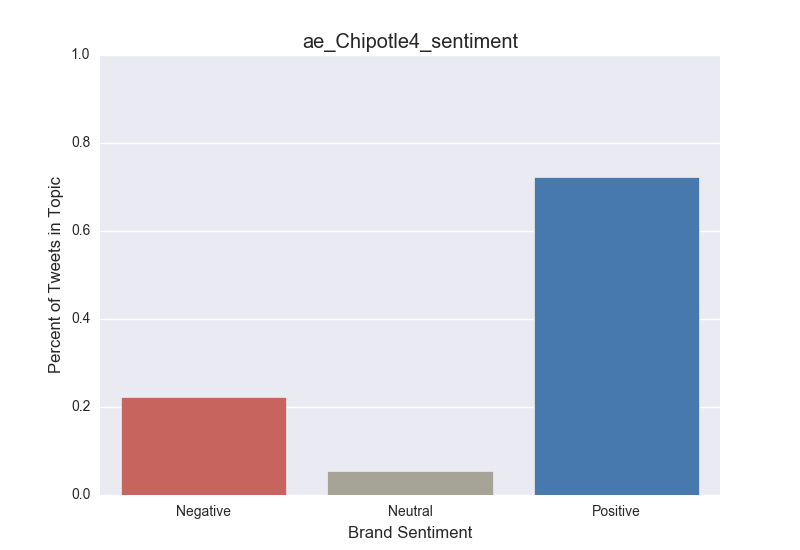 ae_Chipotle4_sentiment
1.0
0.8
0.6
0.4
0.2
0.0
Percent of Tweets in Topic
Negative Neutral Positive
Brand Sentiment